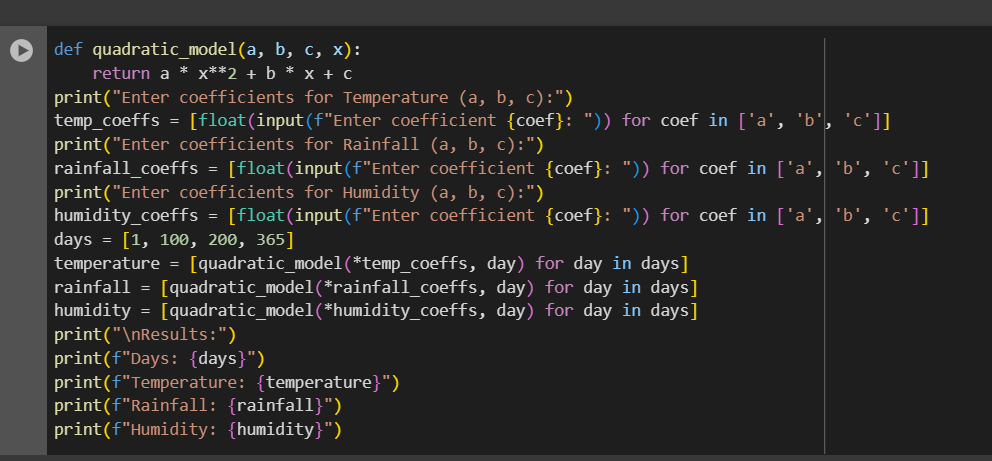 def quadratic_model(a, b, c, x):
    return a * x**2 + b * x + c
print("Enter coefficients for Temperature (a, b, c):")
temp_coeffs = [float(input(f"Enter coefficient {coef}: ")) for coef in ['a', 'b', 'c']]
print("Enter coefficients for Rainfall (a, b, c):")
rainfall_coeffs = [float(input(f"Enter coefficient {coef}: ")) for coef in ['a', 'b', 'c']]
print("Enter coefficients for Humidity (a, b, c):")
humidity_coeffs = [float(input(f"Enter coefficient {coef}: ")) for coef in ['a', 'b', 'c']]
days = [1, 100, 200, 365]
temperature = [quadratic_model(*temp_coeffs, day) for day in days]
rainfall = [quadratic_model(*rainfall_coeffs, day) for day in days]
humidity = [quadratic_model(*humidity_coeffs, day) for day in days]
print("\nResults:")
print(f"Days: {days}")
print(f"Temperature: {temperature}")
print(f"Rainfall: {rainfall}")
print(f"Humidity: {humidity}")